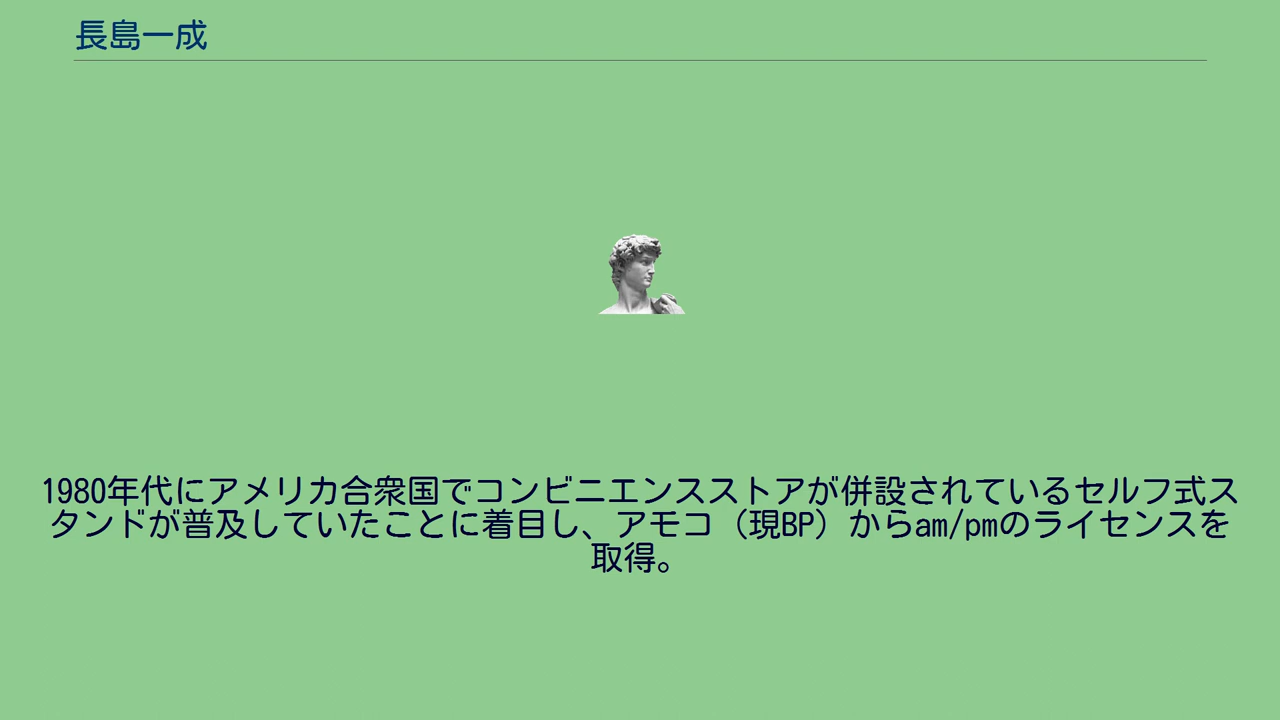 長島一成
1980年代にアメリカ合衆国でコンビニエンスストアが併設されているセルフ式ス
タンドが普及していたことに着目し、アモコ（現BP）からam/pmのライセンスを
取得。